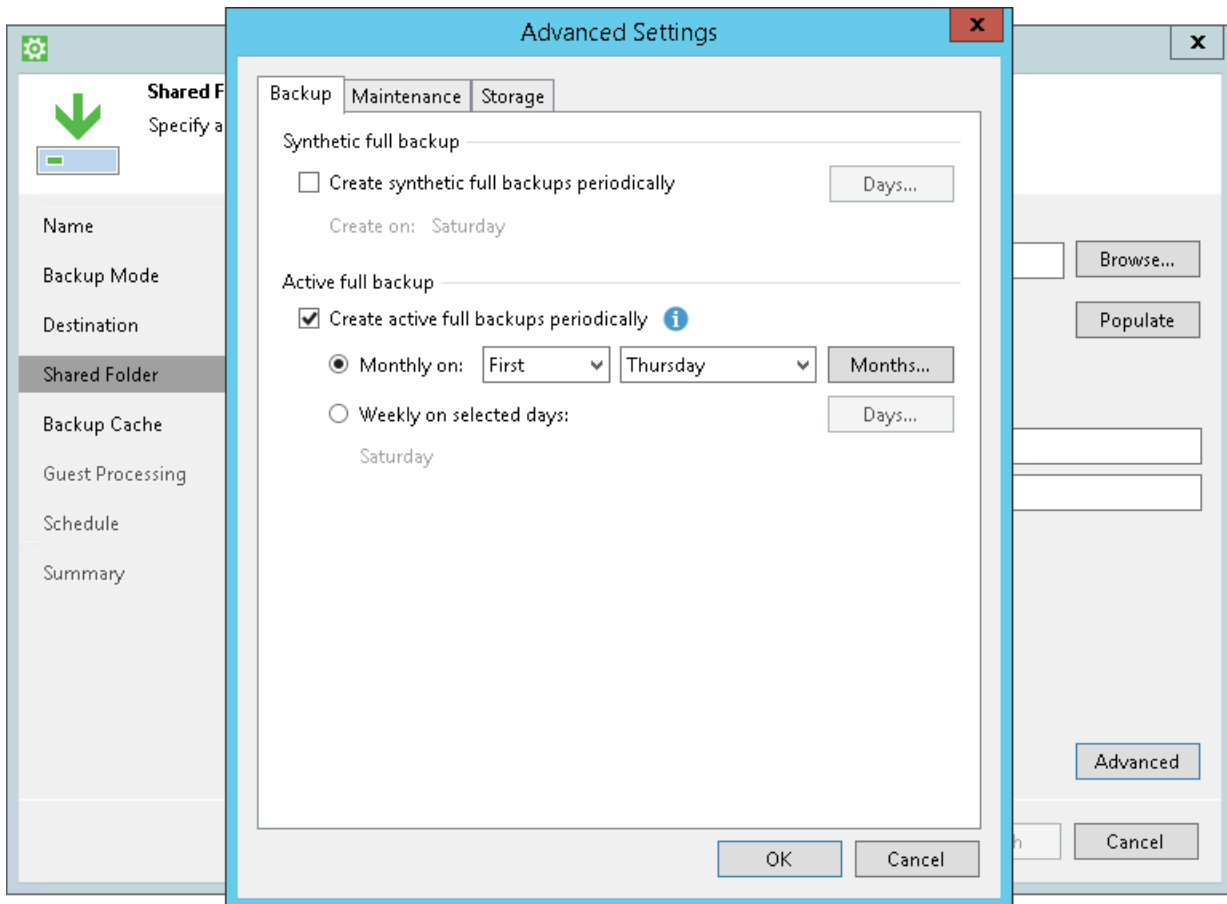 Advanced Settings
x
x
Shared F
Specify a
Backup Maintenance Storage
Synthetic full backup
Create synthetic full backups periodically Days...
Create on: Saturday
Active full backup
Create active full backups periodically
Monthly on: First Thursday Months...
Weekly on selected days: Days...
Saturday
Name
Backup Mode
Destination
Shared Folder
Backup Cache
Guest Processing
Schedule
Summary
Browse...
Populate
Advanced
h Cancel
OK Cancel